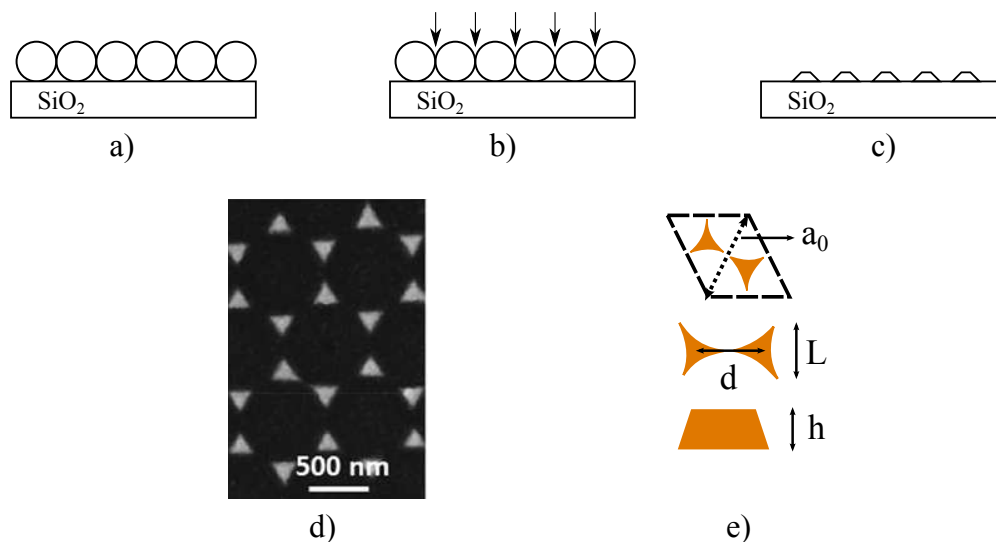 SiO₂
a)
SiO₂
b)
SiO₂
c)
500 nm
d)
a₀
L
d
h
e)